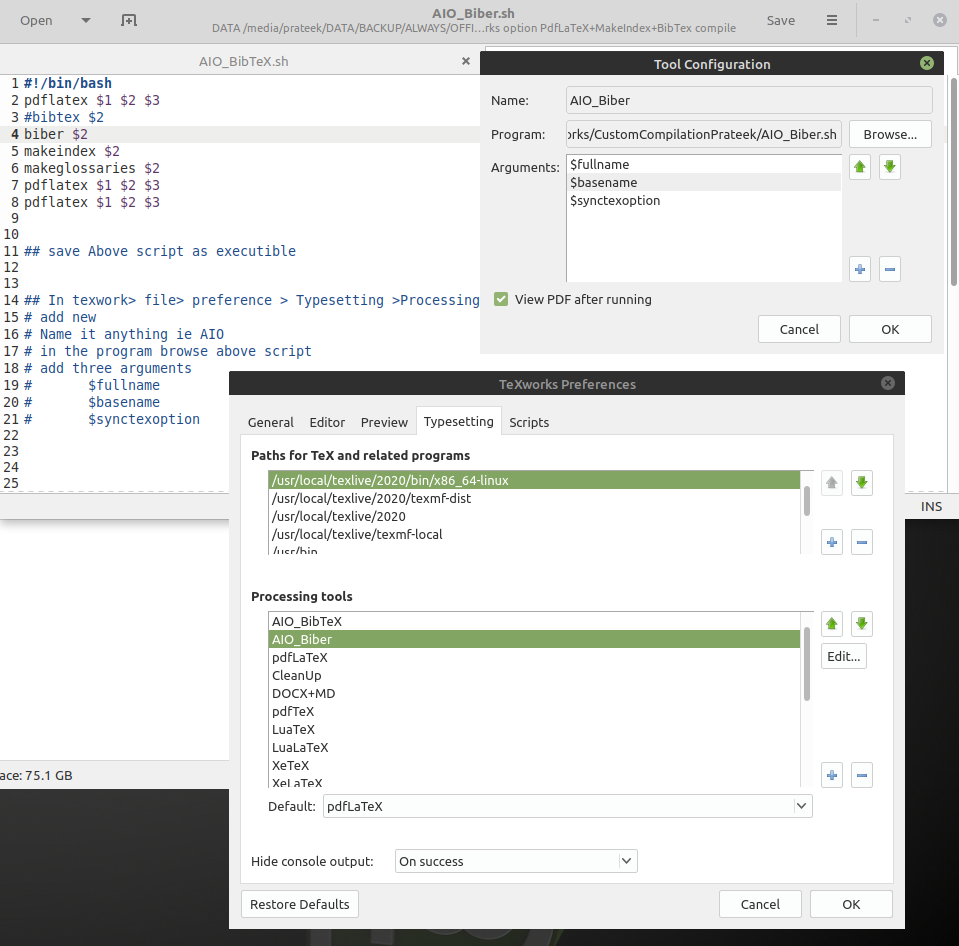 Open
AIO_Biber.sh
DATA /media/prateek/DATA/BACKUP/ALWAYS/OFFI...rks option PdfLaTeX+MakeIndex+BibTex compile
Save
AIO_BibTeX.sh
1 #!/bin/bash
2 pdflatex $1 $2 $3
3 #bibtex $2
4 biber $2
5 makeindex $2
6 makeglossaries $2
7 pdflatex $1 $2 $3
8 pdflatex $1 $2 $3
9
10
11 ## save Above script as executible
12
13
14 ## In texwork> file> preference > Typesetting >Processing
15 # add new
16 # Name it anything ie AIO
17 # in the program browse above script
18 # add three arguments
19 # $fullname
20 # $basename
21 # $synctexoption
22
23
24
25
INS
Tool Configuration
Name: AIO_Biber
Program: orks/CustomCompilationPrateek/AIO_Biber.sh Browse...
Arguments: $fullname
$basename
$synctexoption
View PDF after running
Cancel OK
TeXworks Preferences
General Editor Preview Typesetting Scripts
Paths for TeX and related programs
/usr/local/texlive/2020/bin/x86_64-linux
/usr/local/texlive/2020/texmf-dist
/usr/local/texlive/2020
/usr/local/texlive/texmf-local
/usr/bin
Processing tools
AIO_BibTeX
AIO_Biber
Edit...
pdfLaTeX
CleanUp
DOCX+MD
pdfTeX
LuaTeX
LuaLaTeX
XeTeX
XeLaTeX
Default: pdfLaTeX
Hide console output: On success
Restore Defaults Cancel OK
ace: 75.1 GB